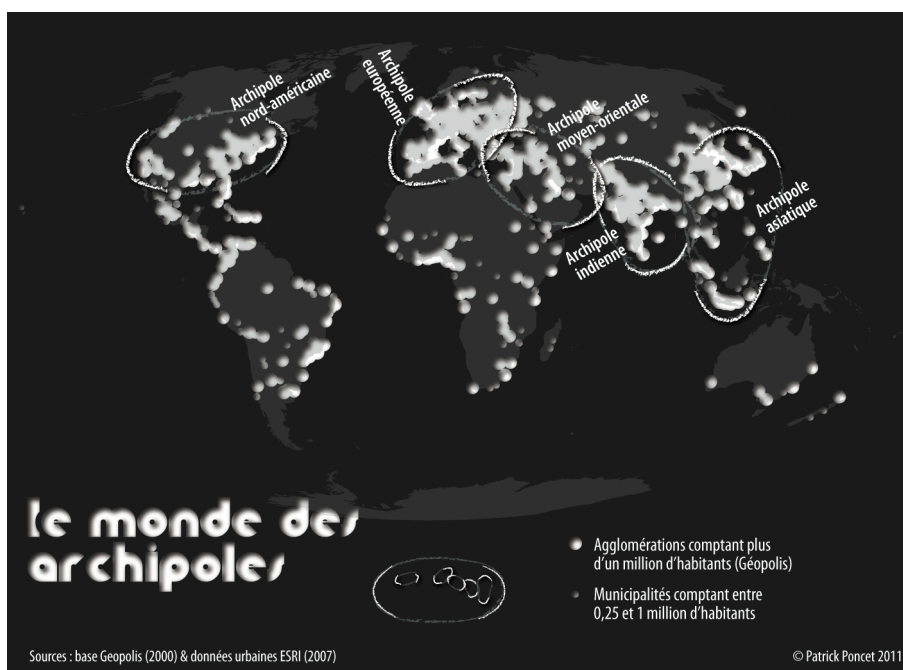 Archipole
nord-américaine
Archipole
européenne
Archipole
moyen-orientale
Archipole
indienne
Archipole
asiatique
le monde des
archipoles
Agglomérations comptant plus
d'un million d'habitants (Géopolis)
Municipalités comptant entre
0,25 et 1 million d'habitants
Sources : base Geopolis (2000) & données urbaines ESRI (2007)
© Patrick Poncet 2011